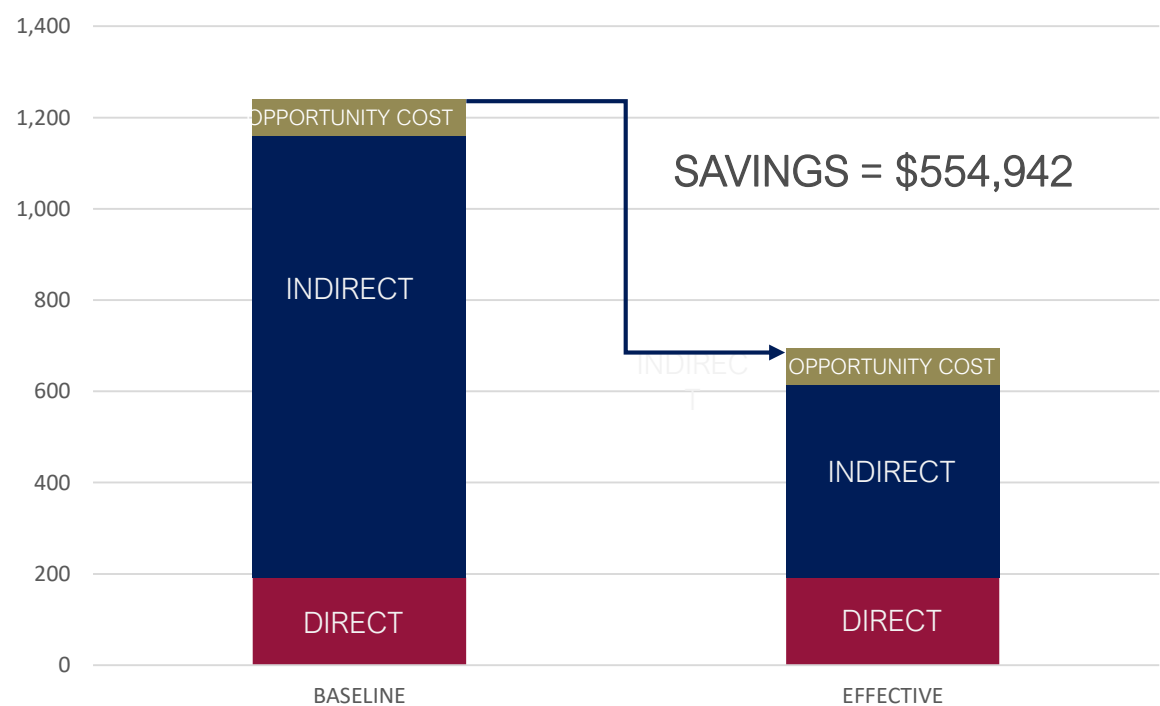 1,400
1,200
1,000
800
600
400
200
0
OPPORTUNITY COST
INDIRECT
DIRECT
SAVINGS = $554,942
INDIREC
T
OPPORTUNITY COST
INDIRECT
DIRECT
BASELINE
EFFECTIVE